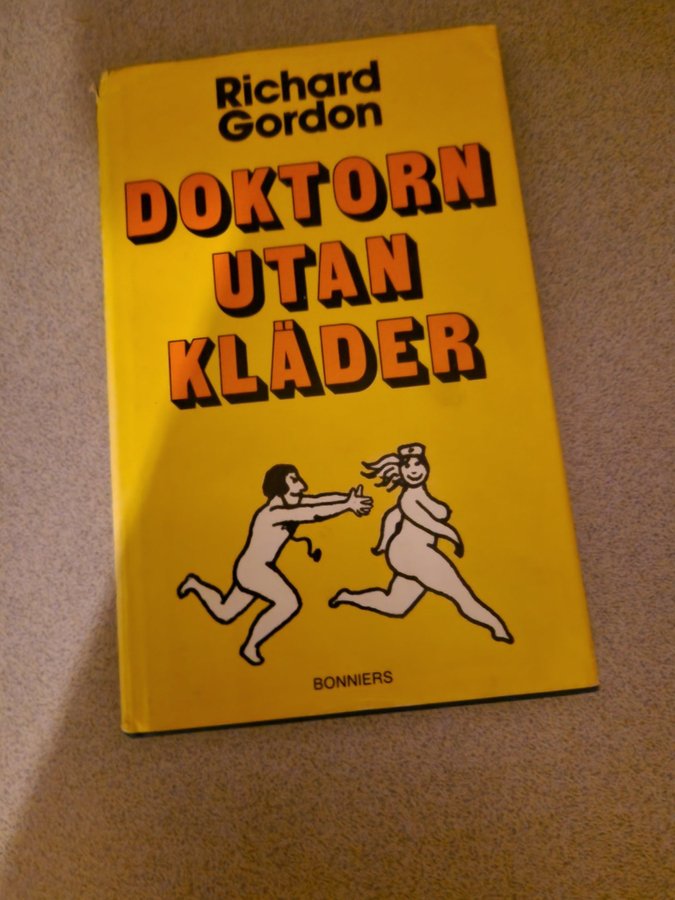 Richard
Gordon
DOKTORN
UTAN
KLÄDER
BONNIERS